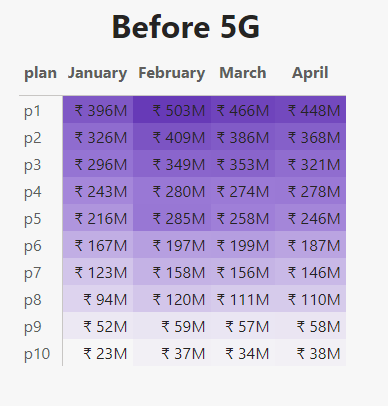 Before 5G
plan January February March April
p1 ₹ 396M ₹ 503M ₹ 466M ₹ 448M
p2 ₹ 326M ₹ 409M ₹ 386M ₹ 368M
p3 ₹ 296M ₹ 349M ₹ 353M ₹ 321M
p4 ₹ 243M ₹ 280M ₹ 274M ₹ 278M
p5 ₹ 216M ₹ 285M ₹ 258M ₹ 246M
p6 ₹ 167M ₹ 197M ₹ 199M ₹ 187M
p7 ₹ 123M ₹ 158M ₹ 156M ₹ 146M
p8 ₹ 94M ₹ 120M ₹ 111M ₹ 110M
p9 ₹ 52M ₹ 59M ₹ 57M ₹ 58M
p10 ₹ 23M ₹ 37M ₹ 34M ₹ 38M